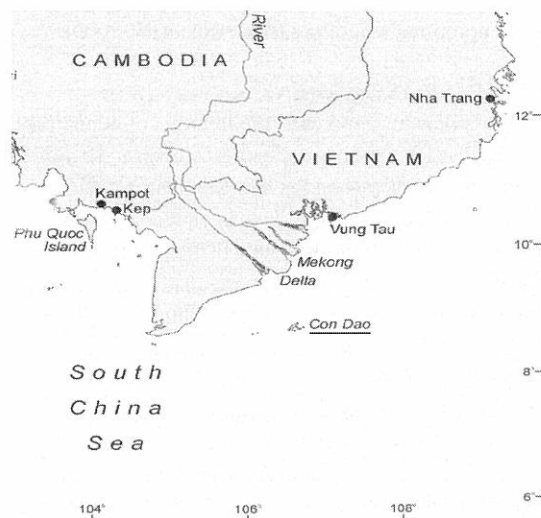 River
CAMBODIA
Nha Trang
12°
VIETNAM
Kampot
Kep
Phu Quoc
Island
Vung Tau
10°
Mekong
Delta
Con Dao
South
China
Sea
8°
6°
104°
106°
108°